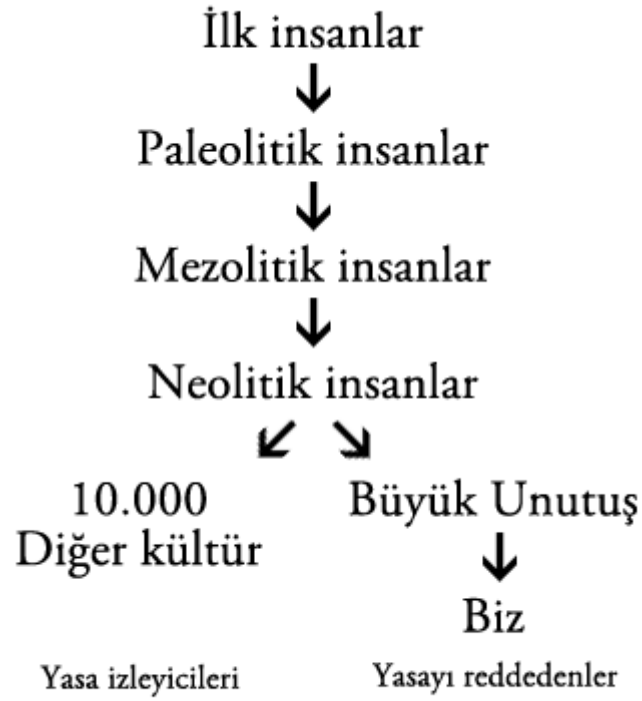 İlk insanlar
Paleolitik insanlar
Mezolitik insanlar
Neolitik insanlar
10.000
Diğer kültür
Büyük Unutuş
Biz
Yasa izleyicileri
Yasayı reddedenler